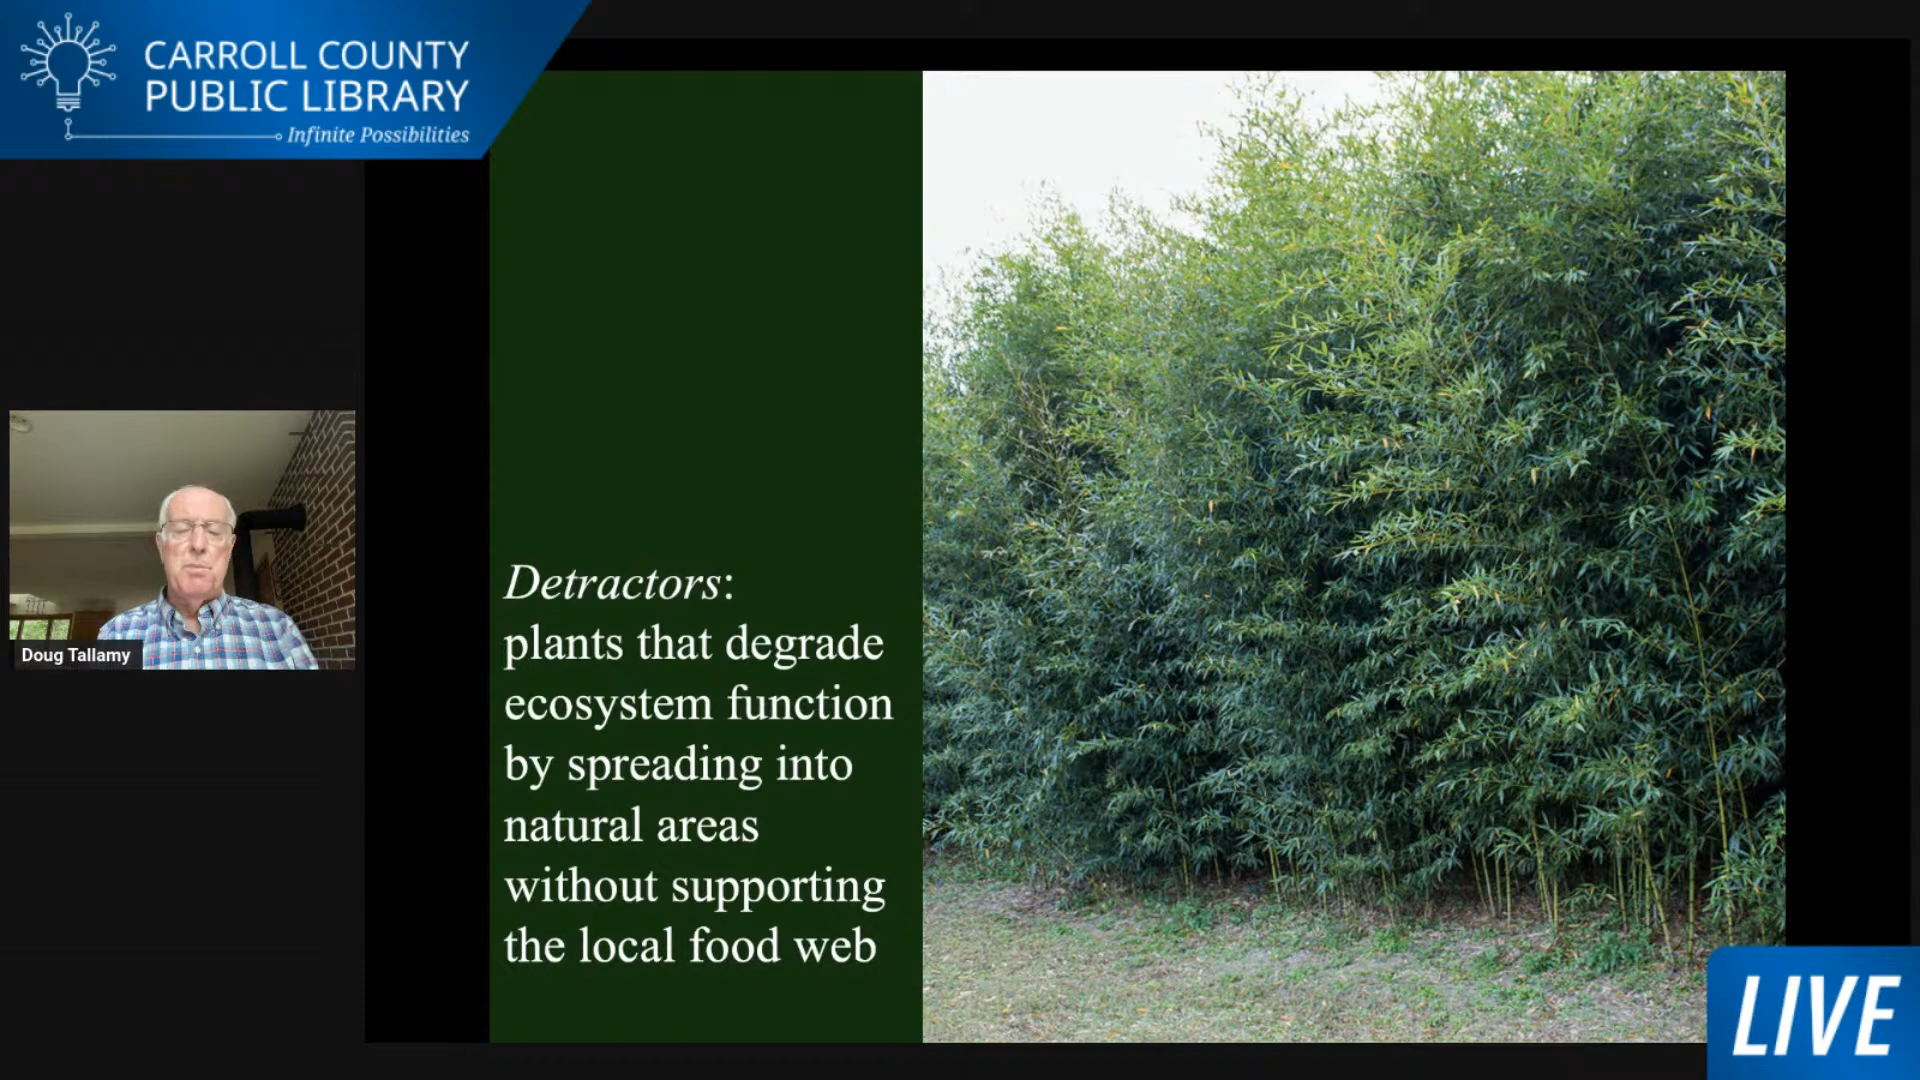 CARROLL COUNTY
PUBLIC LIBRARY
Infinite Possibilities
Doug Tallamy
Detractors:
plants that degrade
ecosystem function
by spreading into
natural areas
without supporting
the local food web
LIVE